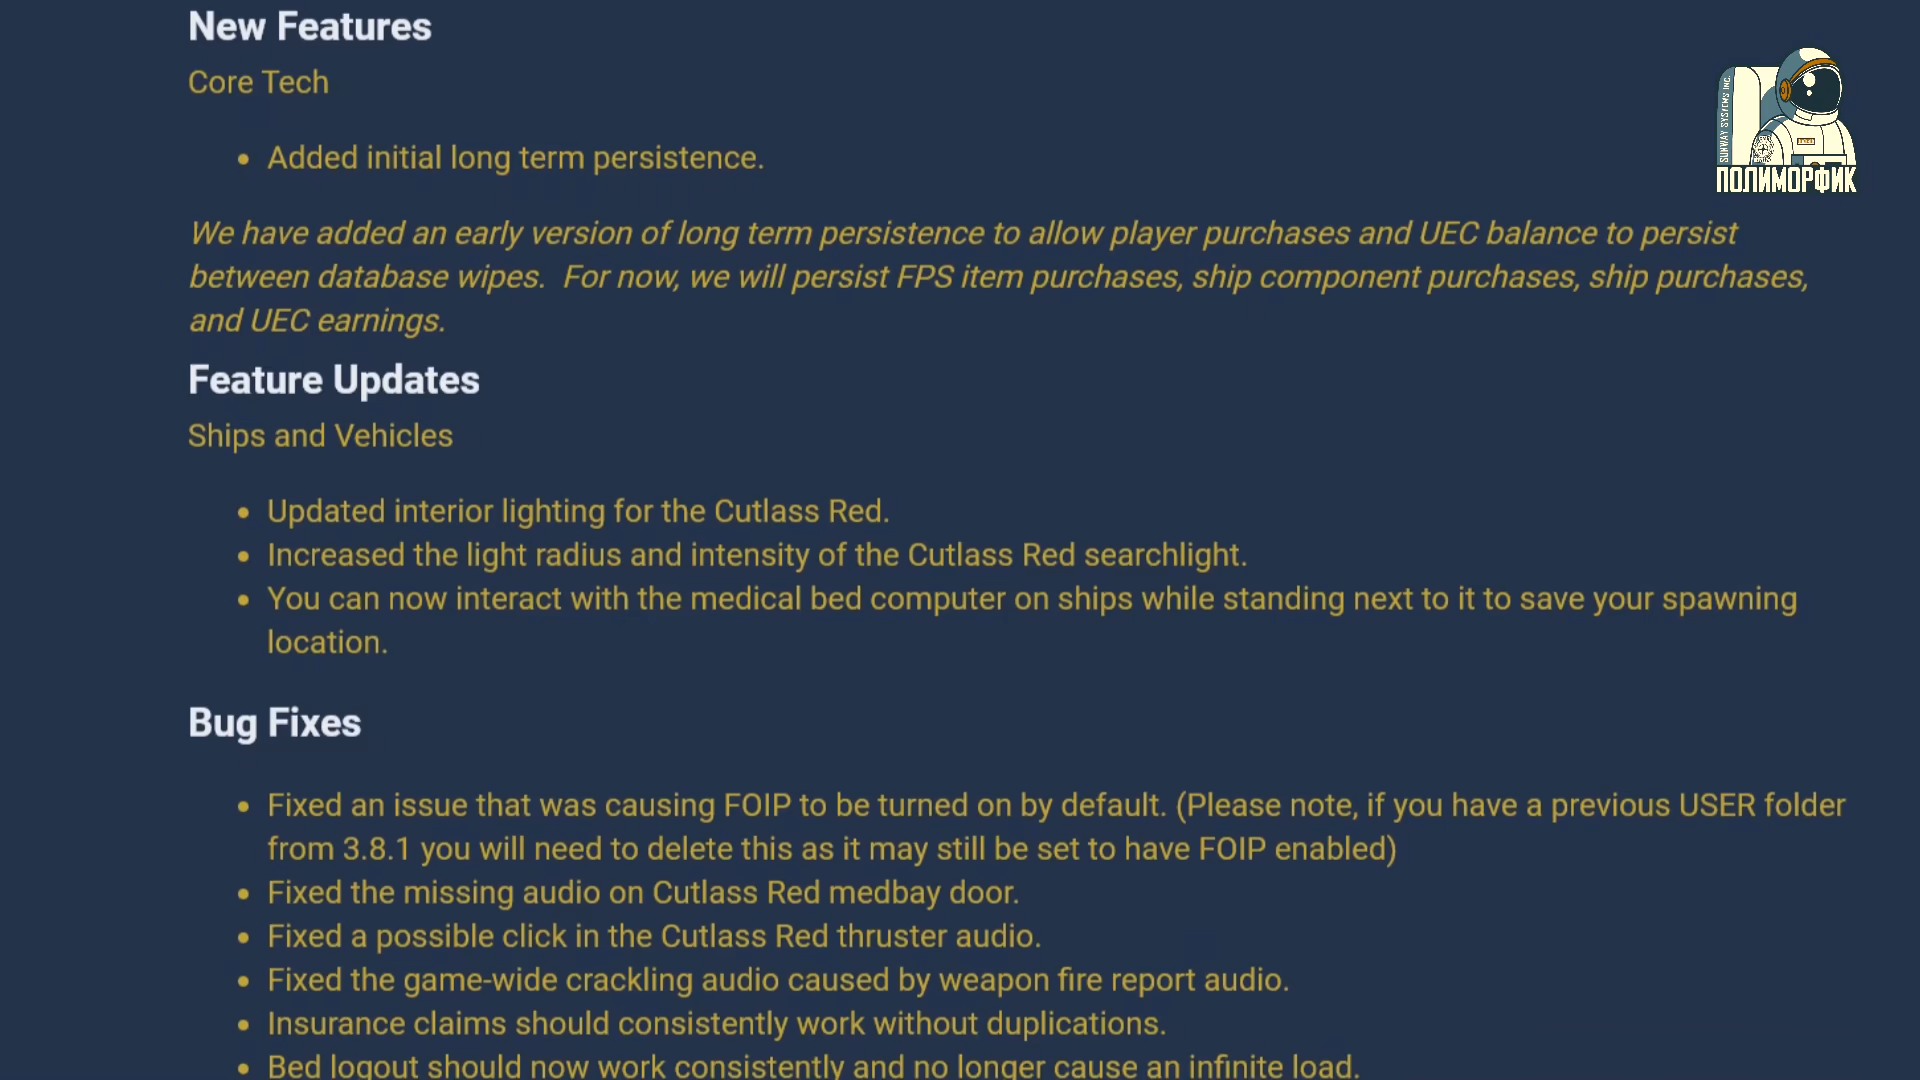 New Features
Core Tech
• Added initial long term persistence.
We have added an early version of long term persistence to allow player purchases and UEC balance to persist
between database wipes.  For now, we will persist FPS item purchases, ship component purchases, ship purchases,
and UEC earnings.
Feature Updates
Ships and Vehicles
• Updated interior lighting for the Cutlass Red.
• Increased the light radius and intensity of the Cutlass Red searchlight.
• You can now interact with the medical bed computer on ships while standing next to it to save your spawning
location.
Bug Fixes
• Fixed an issue that was causing FOIP to be turned on by default. (Please note, if you have a previous USER folder
from 3.8.1 you will need to delete this as it may still be set to have FOIP enabled)
• Fixed the missing audio on Cutlass Red medbay door.
• Fixed a possible click in the Cutlass Red thruster audio.
• Fixed the game-wide crackling audio caused by weapon fire report audio.
• Insurance claims should consistently work without duplications.
• Bed logout should now work consistently and no longer cause an infinite load.
SUNWAY SYSTEMS INC.
ПОЛИМОРФИК